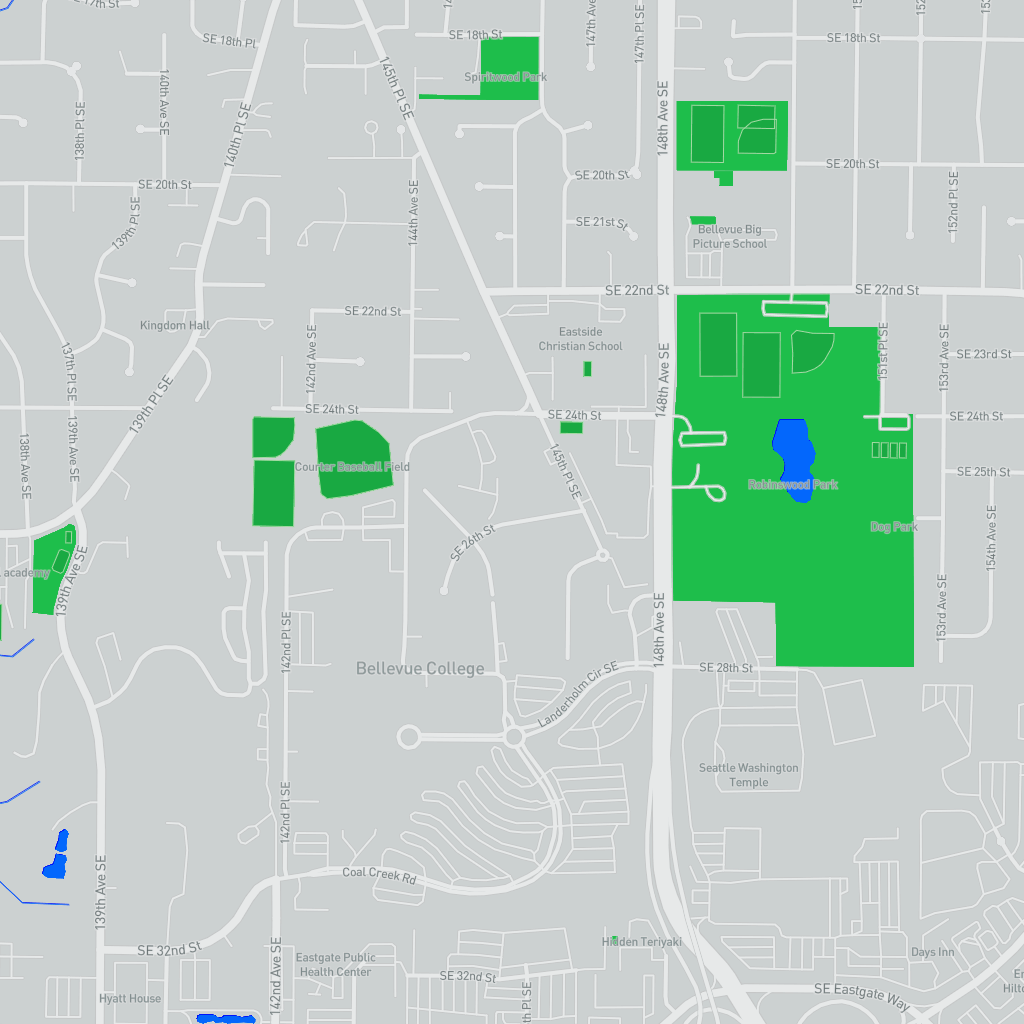 SE 17th St
SE 18th Pl
SE 18th St
SE 18th St
Spiritwood Park
138th Pl SE
140th Ave SE
140th Pl SE
145th Pl SE
147th Ave
147th Pl SE
148th Ave SE
SE 20th St
SE 20th St
SE 20th St
139th Pl SE
144th Ave SE
SE 21st St
Bellevue Big
Picture School
152nd Pl SE
SE 22nd St
SE 22nd St
SE 22nd St
Kingdom Hall
Eastside
Christian School
142nd Ave SE
137th Pl SE
139th Pl SE
148th Ave SE
151st Pl SE
153rd Ave SE
SE 23rd St
SE 24th St
SE 24th St
SE 24th St
138th Ave SE
139th Ave SE
Counter Baseball Field
145th Pl SE
SE 25th St
Robinswood Park
Dog Park
SE 26th St
154th Ave SE
academy
139th Ave SE
142nd Pl SE
148th Ave SE
153rd Ave SE
Bellevue College
SE 28th St
Landerholm Cir SE
Seattle Washington
Temple
142nd Pl SE
139th Ave SE
Coal Creek Rd
SE 32nd St
Hidden Teriyaki
Days Inn
Eastgate Public
Health Center
142nd Ave SE
SE 32nd St
Hyatt House
th Pl SE
SE Eastgate Way
Hilto